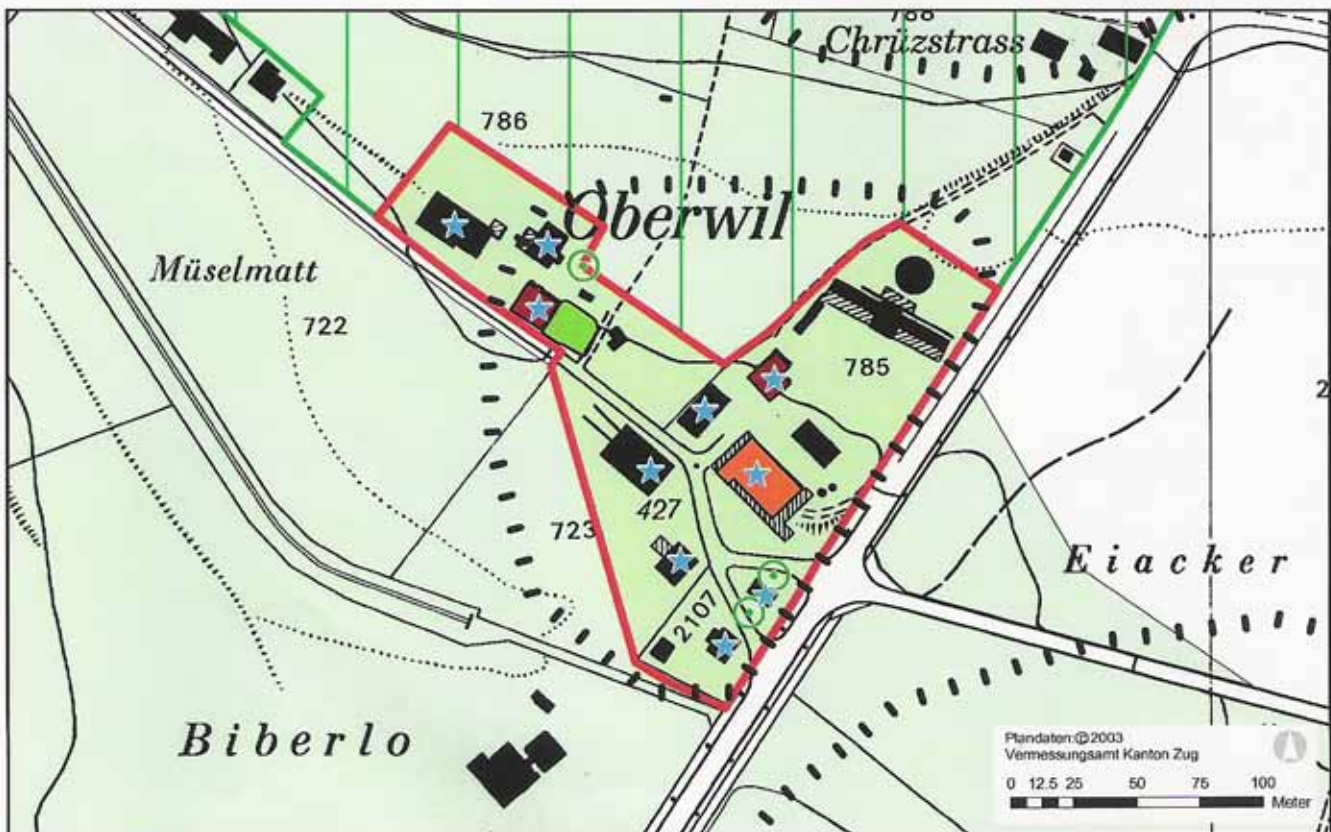 788
Chrüzstrass
786
Oberwil
Müselmatt
722
785
2
427
723
Eiacker
2107
Biberlo
Plandaten:©2003
Vermessungsamt Kanton Zug
0 12.5 25 50 75 100
Meter